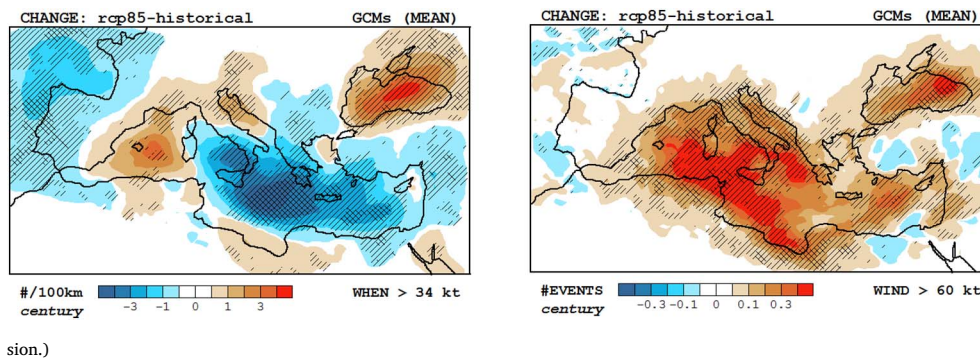 CHANGE: rcp85-historical GCMs (MEAN)
#/100km -3 -1 0 1 3 WHEN > 34 kt
century
CHANGE: rcp85-historical GCMs (MEAN)
#EVENTS -0.3 -0.1 0 0.1 0.3 WIND > 60 kt
century
sion.)